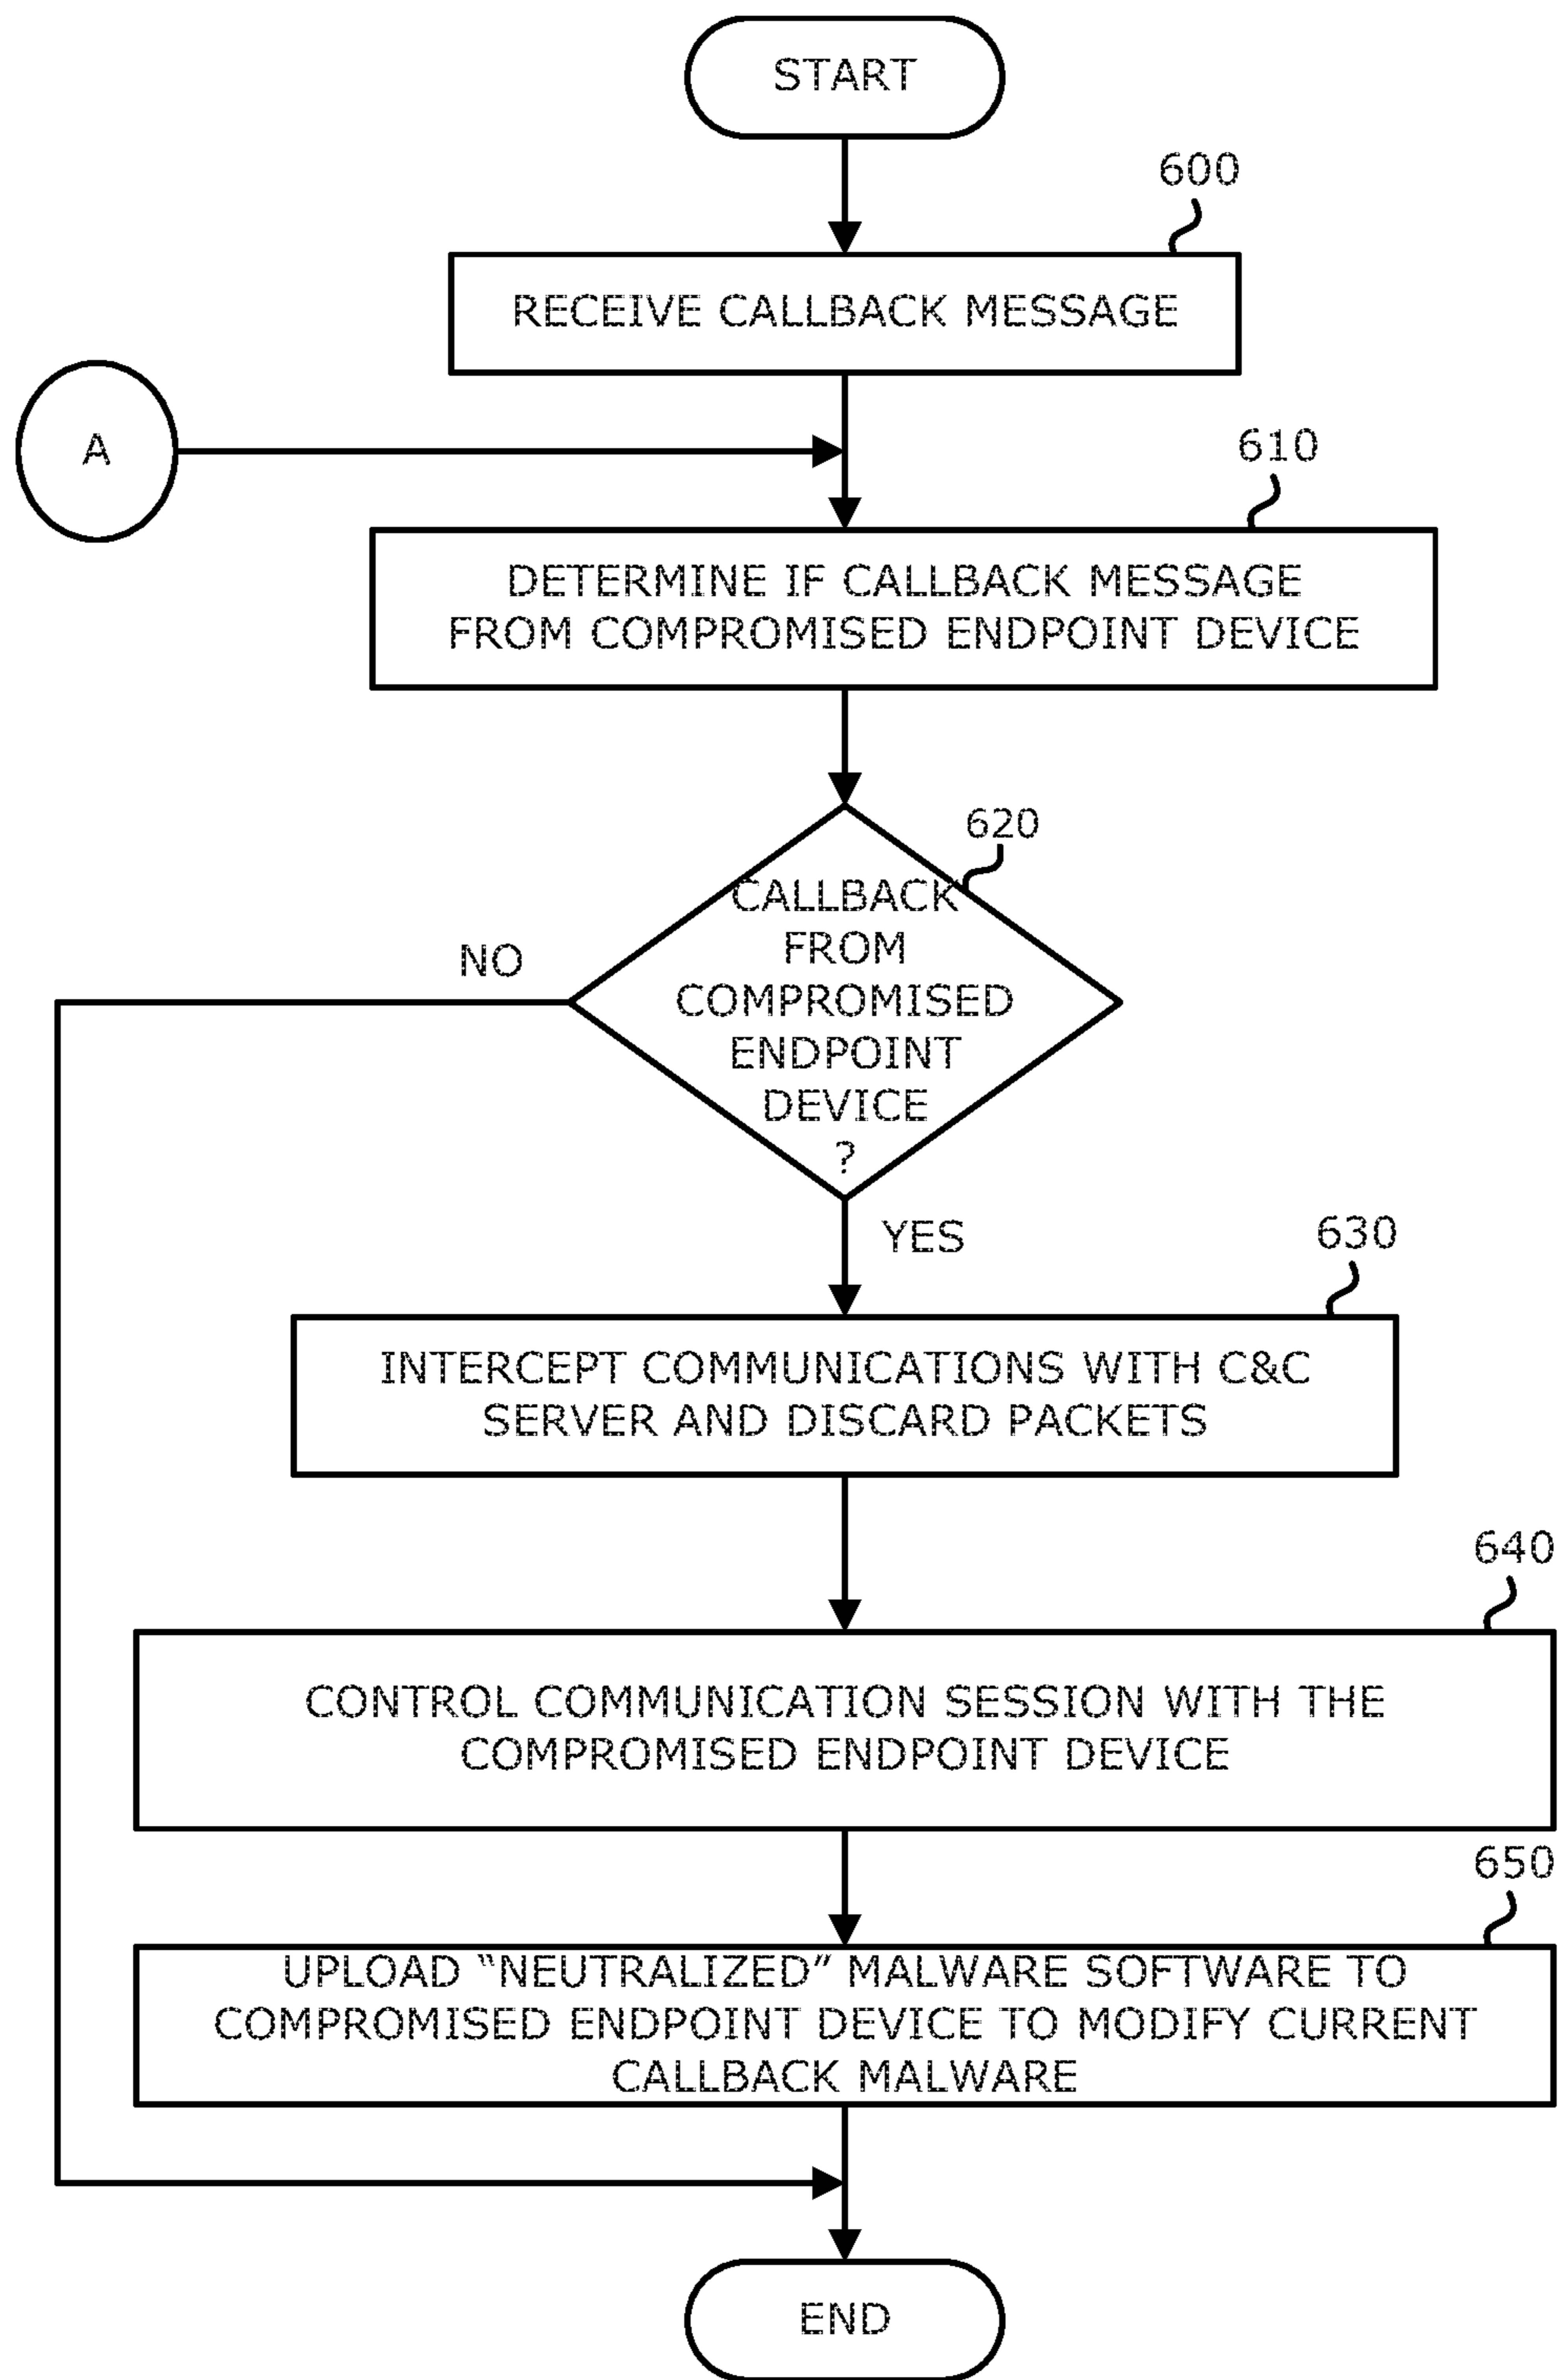 START
600
RECEIVE CALLBACK MESSAGE
A
610
DETERMINE IF CALLBACK MESSAGE
FROM COMPROMISED ENDPOINT DEVICE
620
CALLBACK
FROM
COMPROMISED
ENDPOINT
DEVICE
?
NO
YES
630
INTERCEPT COMMUNICATIONS WITH C&C
SERVER AND DISCARD PACKETS
640
CONTROL COMMUNICATION SESSION WITH THE
COMPROMISED ENDPOINT DEVICE
650
UPLOAD “NEUTRALIZED” MALWARE SOFTWARE TO
COMPROMISED ENDPOINT DEVICE TO MODIFY CURRENT
CALLBACK MALWARE
END